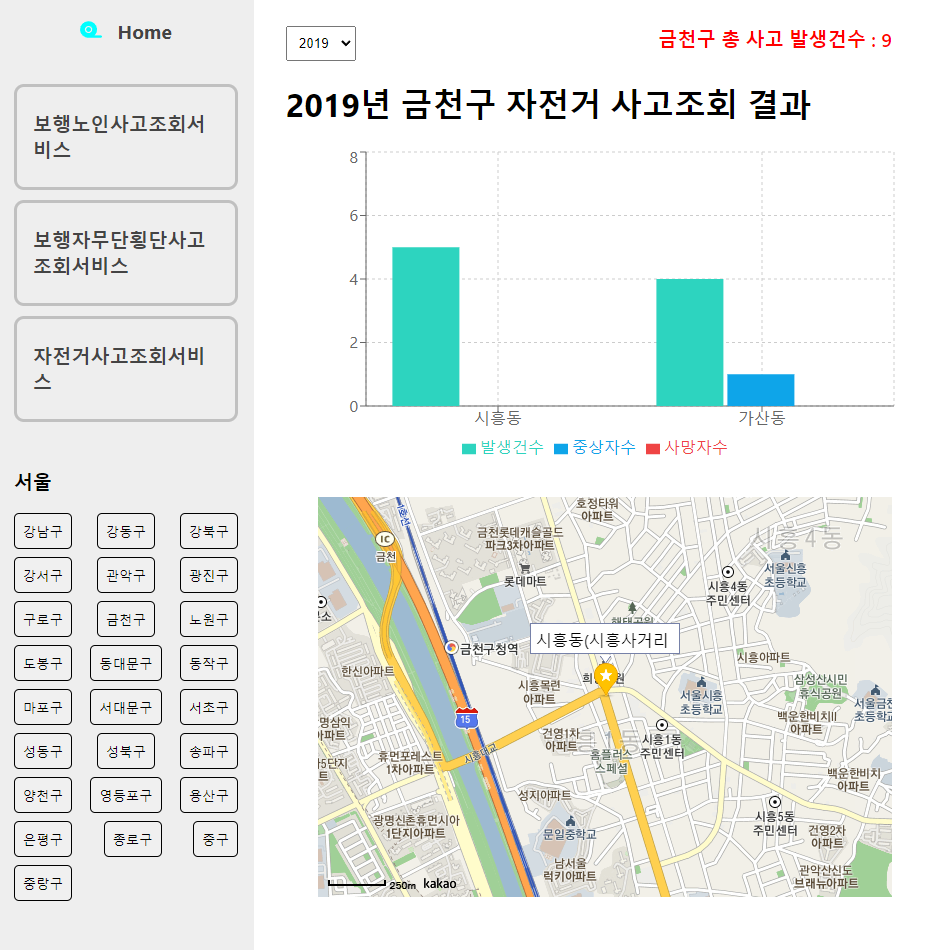 Home
보행노인사고조회서
비스
보행자무단횡단사고
조회서비스
자전거사고조회서비
스
서울
강남구 강동구 강북구
강서구 관악구 광진구
구로구 금천구 노원구
도봉구 동대문구 동작구
마포구 서대문구 서초구
성동구 성북구 송파구
양천구 영등포구 용산구
은평구 종로구 중구
중랑구
2019
금천구 총 사고 발생건수 : 9
2019년 금천구 자전거 사고조회 결과
8
6
4
2
0
시흥동 가산동
발생건수 중상자수 사망자수
호정타워
아파트
금천롯데캐슬골드
파크3차아파트
시흥4동
IC
금천
롯데마트
서울신흥
초등학교
시흥4동
주민센터
시흥동(시흥사거리
금천구청역
시흥아파트
한신아파트
시흥목련
아파트
삼성산시민
휴식공원
서울시흥
초등학교
백운한비치II
아파트
15
건영1차
아파트
시흥1동
주민센터
홈플러스
스페셜
시흥대교
휴먼포레스트
1차아파트
백운한비치
아파트
성지아파트
광명신촌휴먼시아
1단지아파트
문일중학교
시흥5동
주민센터
건영2차
아파트
남서울
럭키아파트
관악산신도
브래뉴아파트
250m kakao